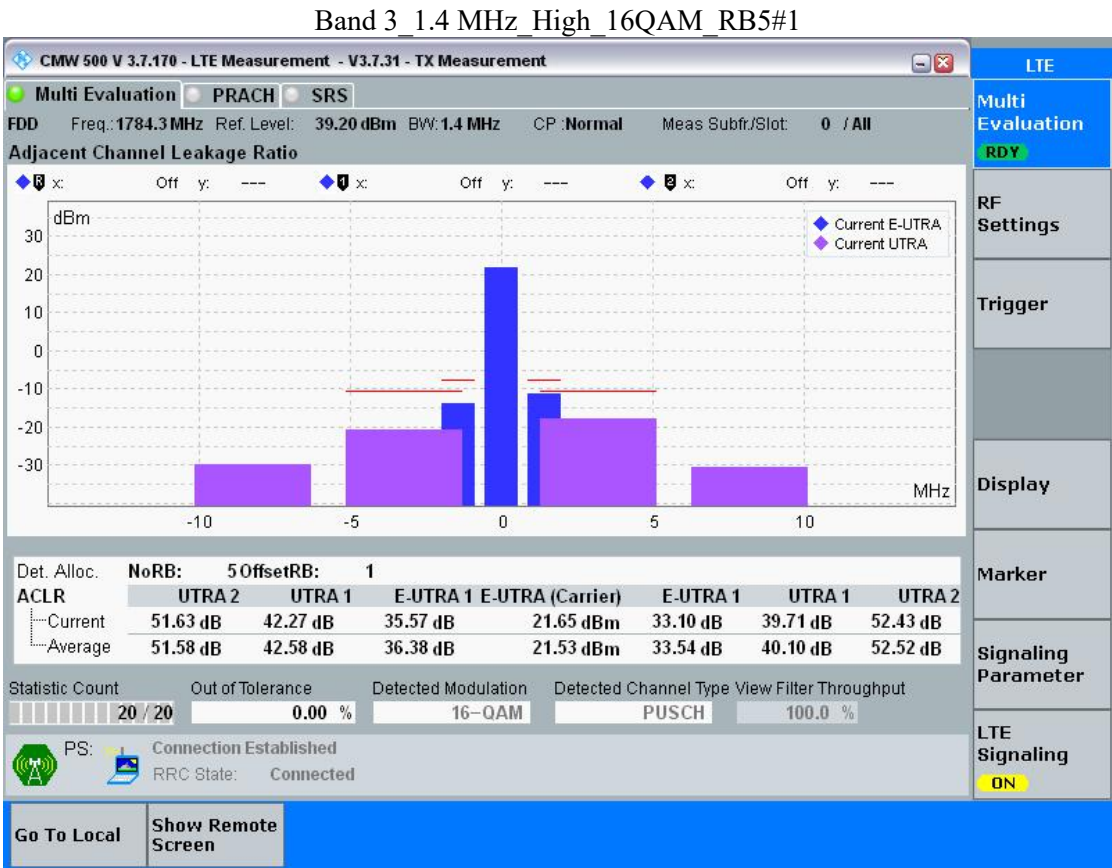 Band 3_1.4 MHz_High_16QAM_RB5#1
CMW 500 V 3.7.170 - LTE Measurement - V3.7.31 - TX Measurement
LTE
Multi Evaluation PRACH SRS
Multi Evaluation
RDY
FDD Freq.: 1784.3 MHz Ref. Level: 39.20 dBm BW: 1.4 MHz CP : Normal Meas Subfr./Slot: 0 / All
Adjacent Channel Leakage Ratio
R x: Off y: --- 1 x: Off y: --- 2 x: Off y: ---
dBm
Current E-UTRA
Current UTRA
30
20
10
0
-10
-20
-30
MHz
-10 -5 0 5 10
RF Settings
Trigger
Display
Marker
Signaling Parameter
LTE Signaling
ON
Det. Alloc. NoRB: 5 OffsetRB: 1
ACLR UTRA 2 UTRA 1 E-UTRA 1 E-UTRA (Carrier) E-UTRA 1 UTRA 1 UTRA 2
Current 51.63 dB 42.27 dB 35.57 dB 21.65 dBm 33.10 dB 39.71 dB 52.43 dB
Average 51.58 dB 42.58 dB 36.38 dB 21.53 dBm 33.54 dB 40.10 dB 52.52 dB
Statistic Count Out of Tolerance Detected Modulation Detected Channel Type View Filter Throughput
20 / 20 0.00 % 16-QAM PUSCH 100.0 %
PS: Connection Established
RRC State: Connected
Go To Local
Show Remote Screen